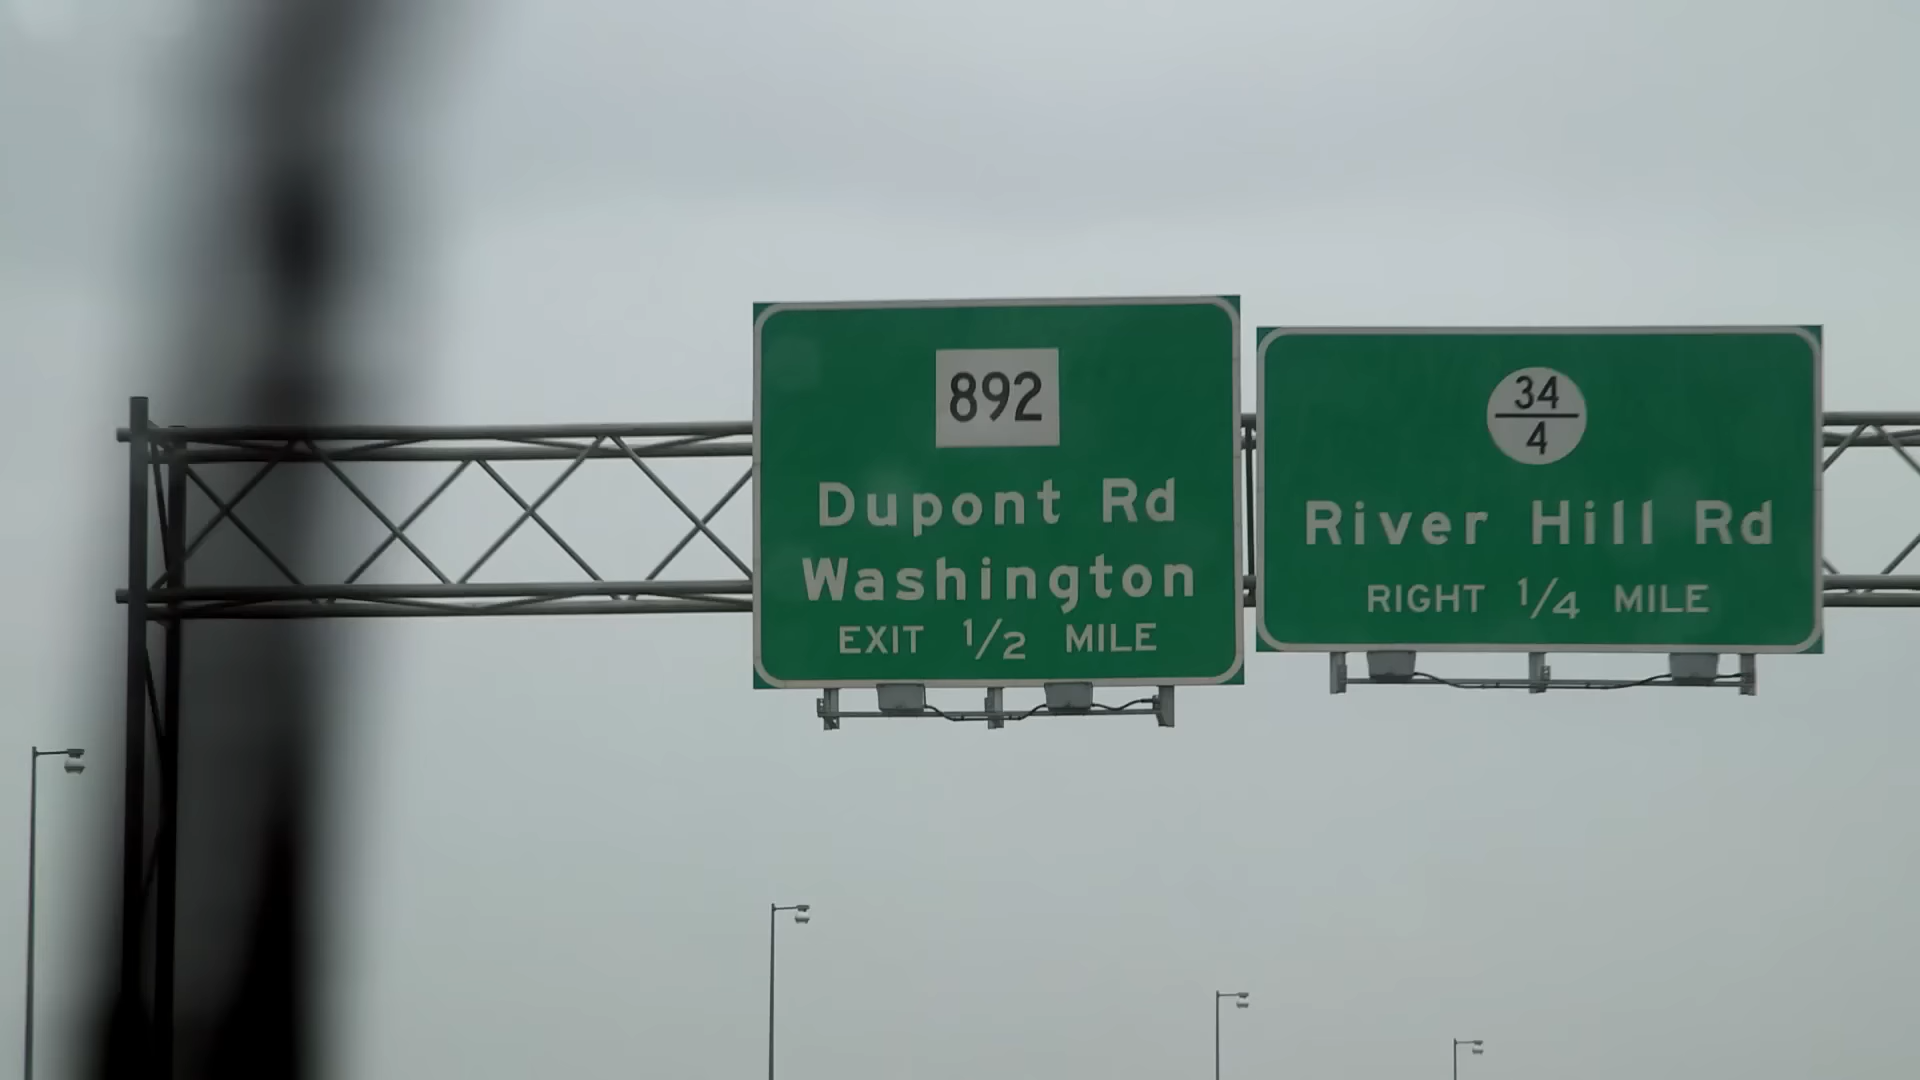 892
Dupont Rd
Washington
EXIT 1/2 MILE
34
4
River Hill Rd
RIGHT 1/4 MILE